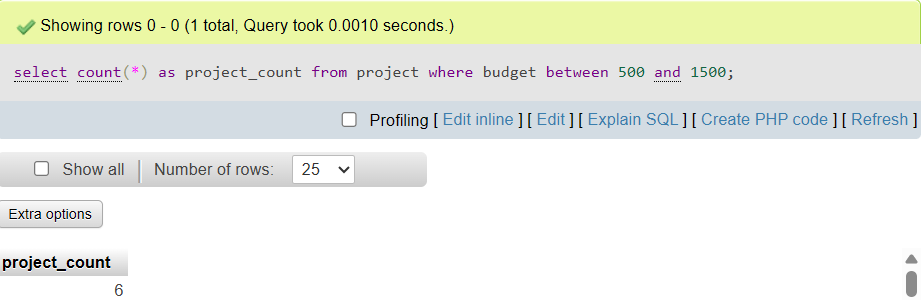 Showing rows 0 - 0 (1 total, Query took 0.0010 seconds.)
select count(*) as project_count from project where budget between 500 and 1500;
Profiling [ Edit inline ] [ Edit ] [ Explain SQL ] [ Create PHP code ] [ Refresh ]
Show all | Number of rows: 25
Extra options
project_count
6